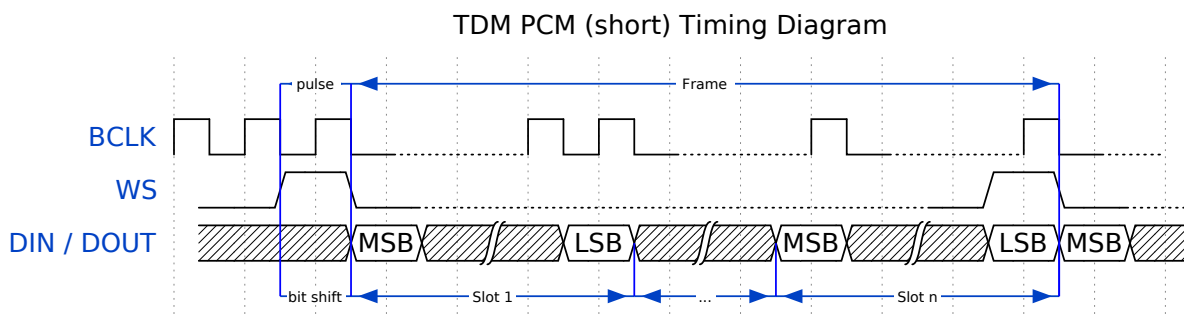 TDM PCM (short) Timing Diagram
pulse Frame
BCLK
WS
DIN / DOUT MSB LSB MSB LSB MSB
bit shift Slot 1 ... Slot n